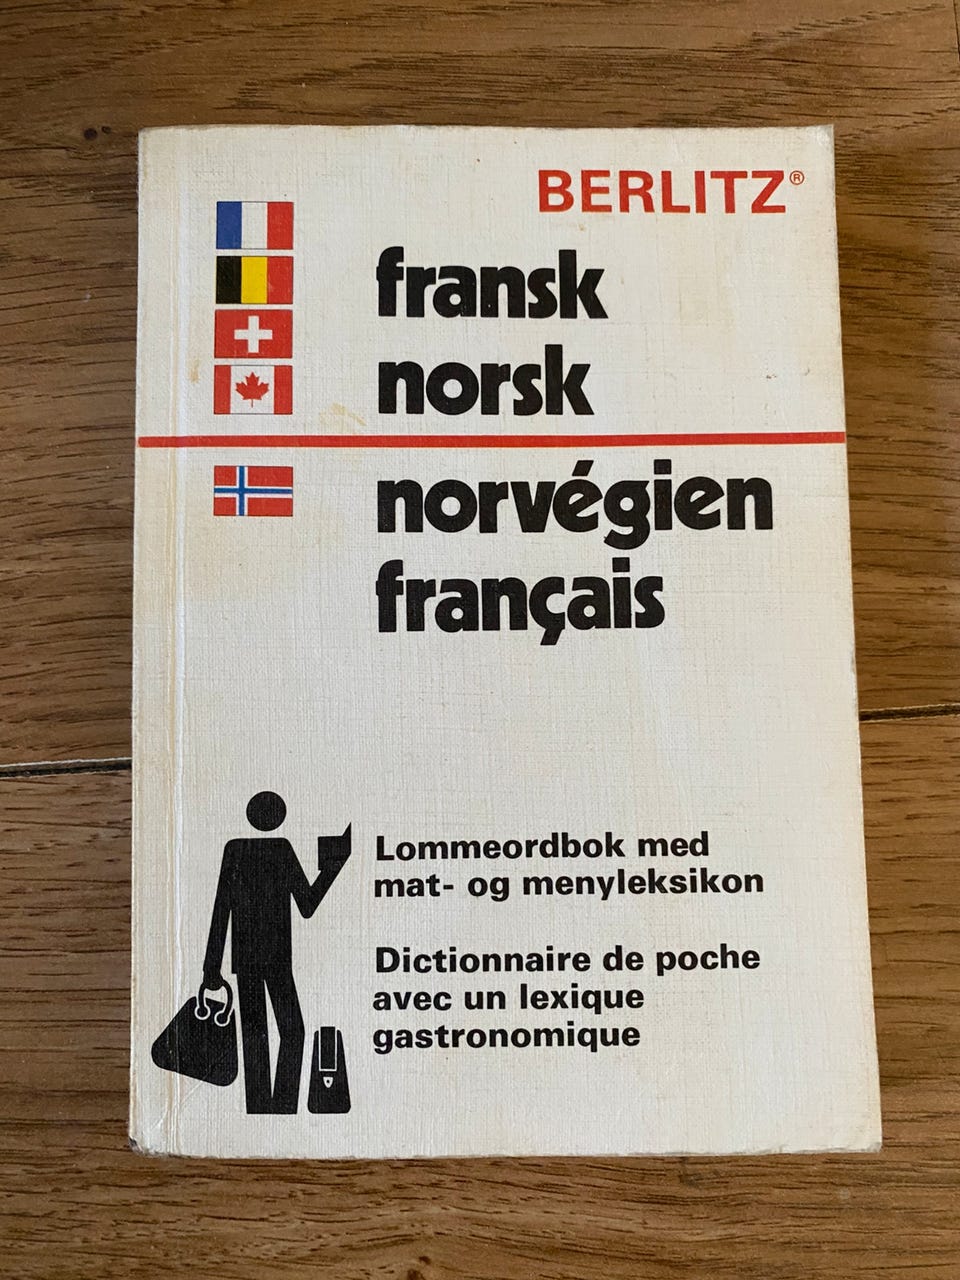 BERLITZ®
fransk
norsk
norvégien
français
Lommeordbok med
mat- og menyleksikon
Dictionnaire de poche
avec un lexique
gastronomique